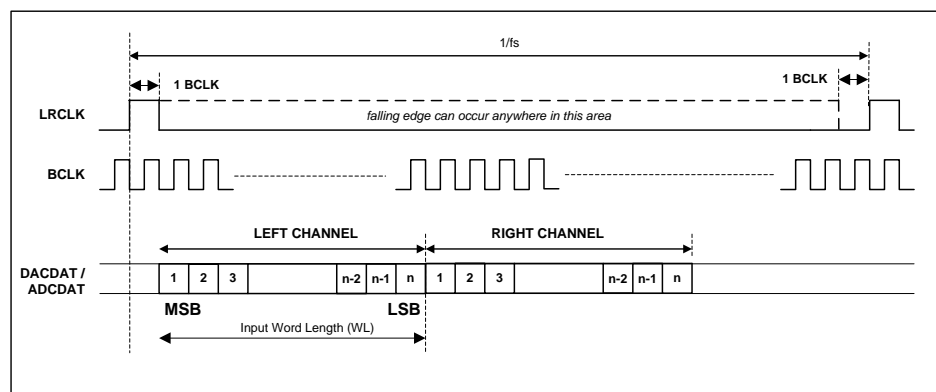 1/fs
1 BCLK
1 BCLK
LRCLK
falling edge can occur anywhere in this area
BCLK
LEFT CHANNEL
RIGHT CHANNEL
DACDAT /
ADCDAT
1 2 3 n-2 n-1 n 1 2 3 n-2 n-1 n
MSB
LSB
Input Word Length (WL)